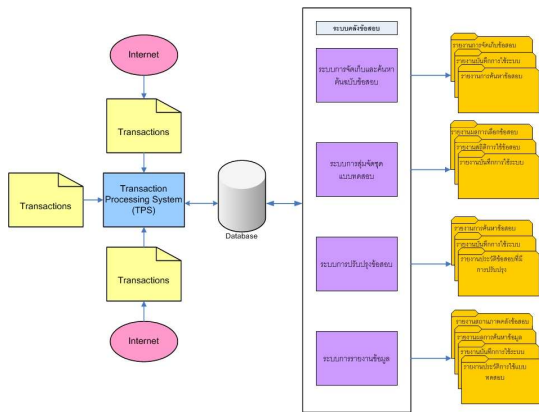 Internet
Transactions
Transactions
Transaction
Processing System
(TPS)
Transactions
Internet
Database
ระบบคลังข้อสอบ
ระบบการจัดเก็บและค้นหา
ต้นฉบับข้อสอบ
ระบบการสุ่มจัดชุด
แบบทดสอบ
ระบบการปรับปรุงข้อสอบ
ระบบการรายงานข้อมูล
รายงานการจัดเก็บข้อสอบ
รายงานบันทึกการใช้ระบบ
รายงานการค้นหาข้อสอบ
รายงานผลการเลือกข้อสอบ
รายงานสถิติการใช้ข้อสอบ
รายงานบันทึกการใช้ระบบ
รายงานการค้นหาข้อสอบ
รายงานบันทึกการใช้ระบบ
รายงานประวัติข้อสอบที่มี
การปรับปรุง
รายงานสถานภาพคลังข้อสอบ
รายงานผลการค้นหาข้อมูล
รายงานบันทึกการใช้ระบบ
รายงานประวัติการใช้แบบ
ทดสอบ